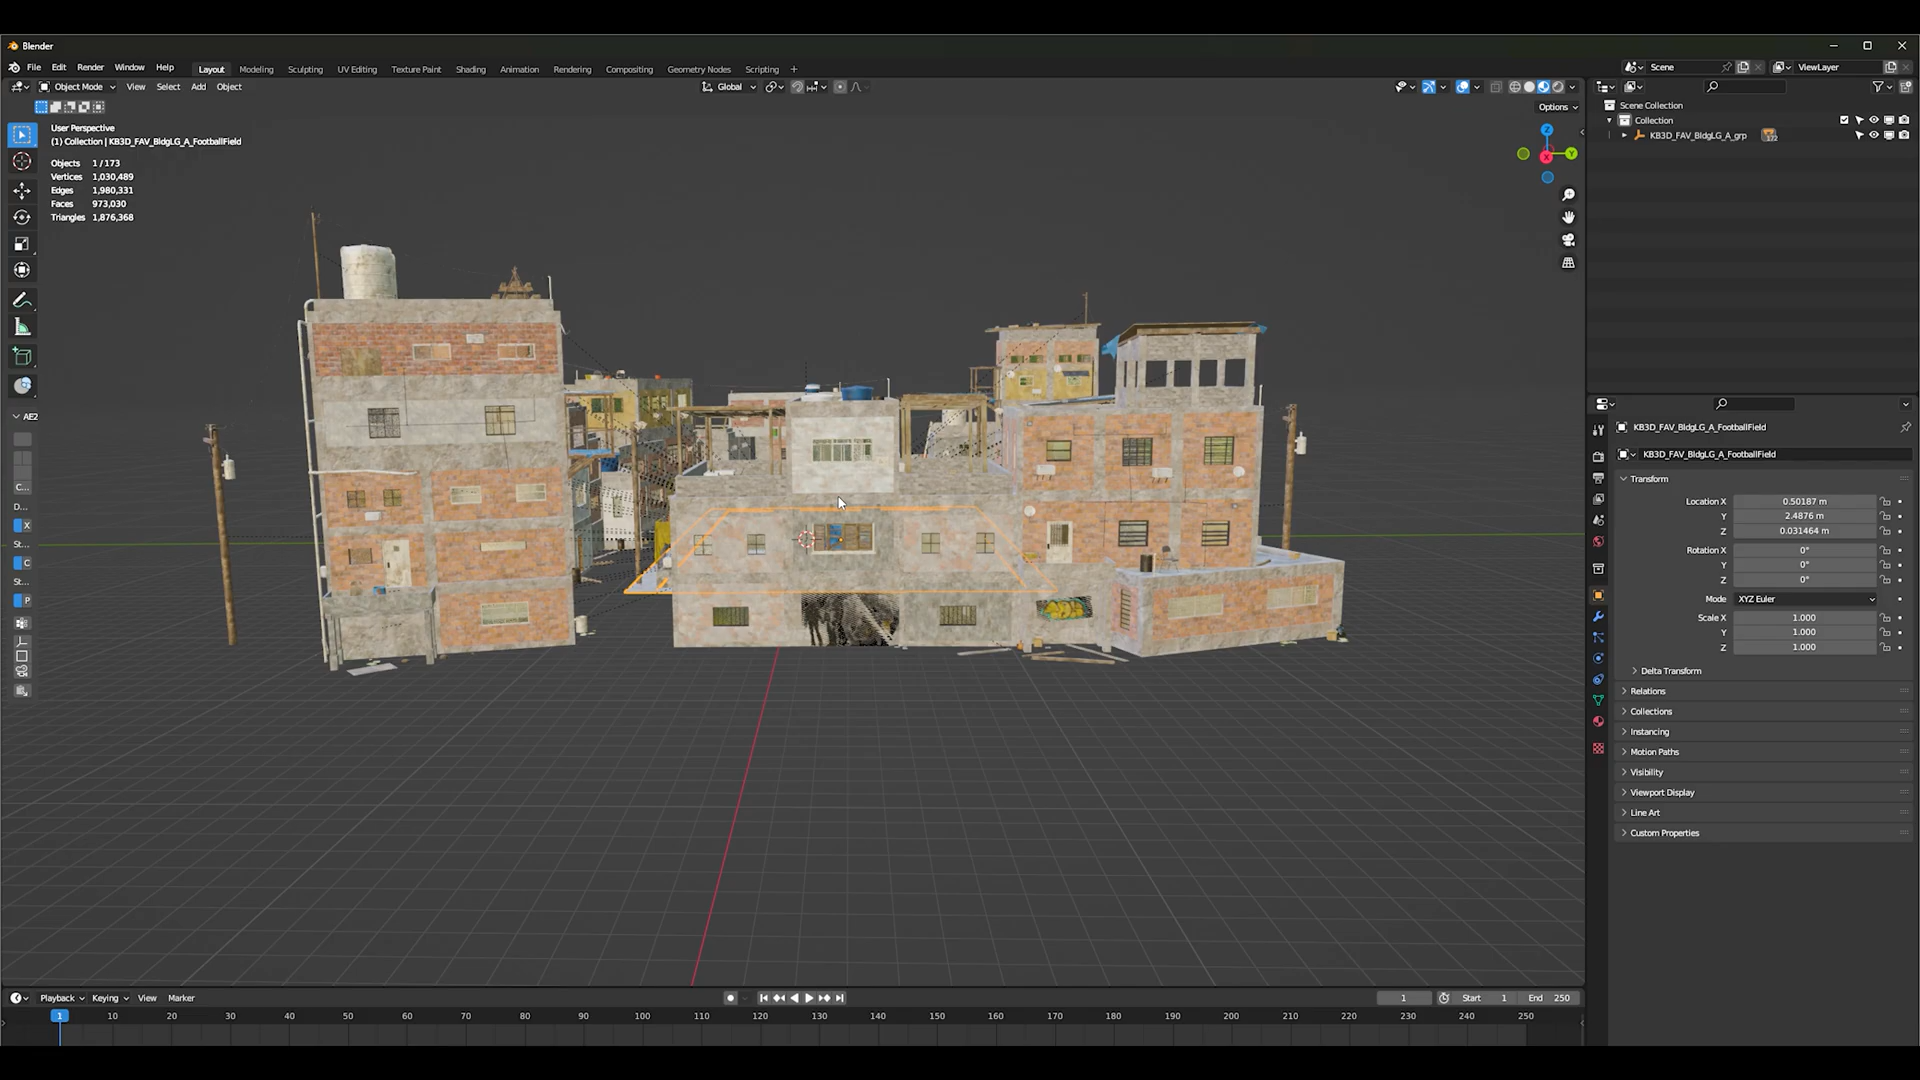 Blender
File Edit Render Window Help
Layout Modeling Sculpting UV Editing Texture Paint Shading Animation Rendering Compositing Geometry Nodes Scripting +
Scene
ViewLayer
Object Mode View Select Add Object
Global
Options
User Perspective
(1) Collection | KB3D_FAV_BldgLG_A_FootballField
Objects 1 / 173
Vertices 1,030,489
Edges 1,980,331
Faces 973,030
Triangles 1,876,368
Z
Y
X
AE2
C...
D...
X
St...
C
St...
P
Scene Collection
Collection
KB3D_FAV_BldgLG_A_grp
172
KB3D_FAV_BldgLG_A_FootballField
KB3D_FAV_BldgLG_A_FootballField
Transform
Location X 0.50187 m
Y 2.4876 m
Z 0.031464 m
Rotation X 0°
Y 0°
Z 0°
Mode XYZ Euler
Scale X 1.000
Y 1.000
Z 1.000
Delta Transform
Relations
Collections
Instancing
Motion Paths
Visibility
Viewport Display
Line Art
Custom Properties
Playback Keying View Marker
1 Start 1 End 250
1 10 20 30 40 50 60 70 80 90 100 110 120 130 140 150 160 170 180 190 200 210 220 230 240 250